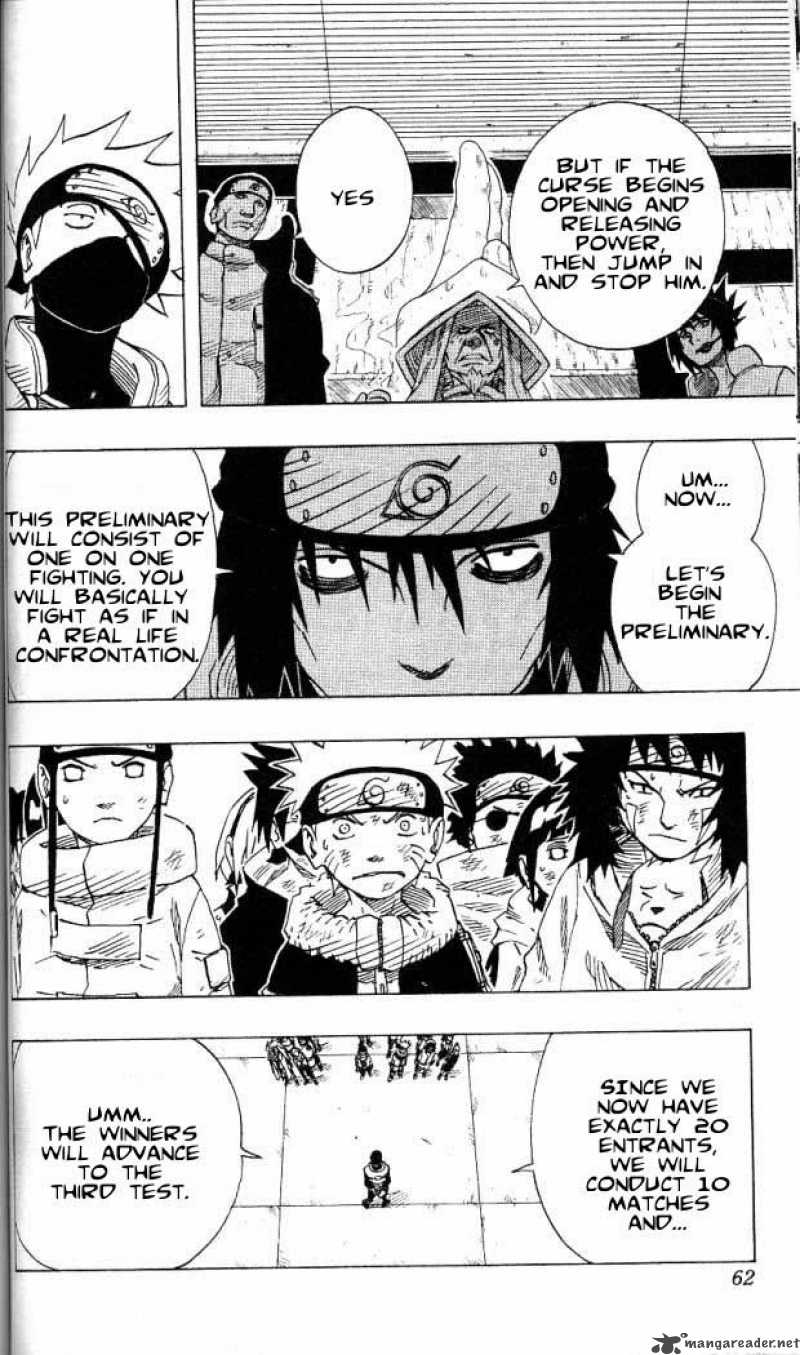 BUT IF THE
CURSE BEGINS
OPENING AND
RELEASING
POWER,
THEN JUMP IN
AND STOP HIM.
YES
UM...
NOW...
LET'S
BEGIN
THE
PRELIMINARY.
THIS PRELIMINARY
WILL CONSIST OF
ONE ON ONE
FIGHTING. YOU
WILL BASICALLY
FIGHT AS IF IN
A REAL LIFE
CONFRONTATION.
SINCE WE
NOW HAVE
EXACTLY 20
ENTRANTS,
WE WILL
CONDUCT 10
MATCHES
AND...
UMM..
THE WINNERS
WILL ADVANCE
TO THE
THIRD TEST.
62
mangareader.net